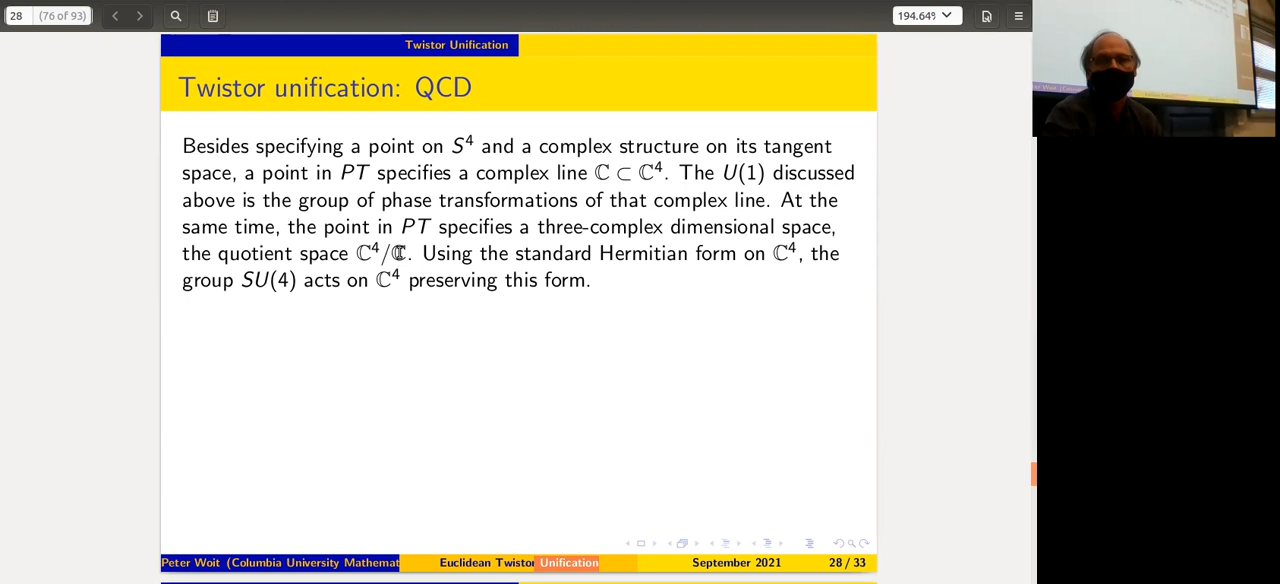 28 (76 of 93) 194.64%
Twistor Unification
Twistor unification: QCD
Besides specifying a point on S⁴ and a complex structure on its tangent
space, a point in PT specifies a complex line ℂ ⊂ ℂ⁴. The U(1) discussed
above is the group of phase transformations of that complex line. At the
same time, the point in PT specifies a three-complex dimensional space,
the quotient space ℂ⁴/ℂ. Using the standard Hermitian form on ℂ⁴, the
group SU(4) acts on ℂ⁴ preserving this form.
Peter Woit (Columbia University Mathemat Euclidean Twistor Unification September 2021 28 / 33